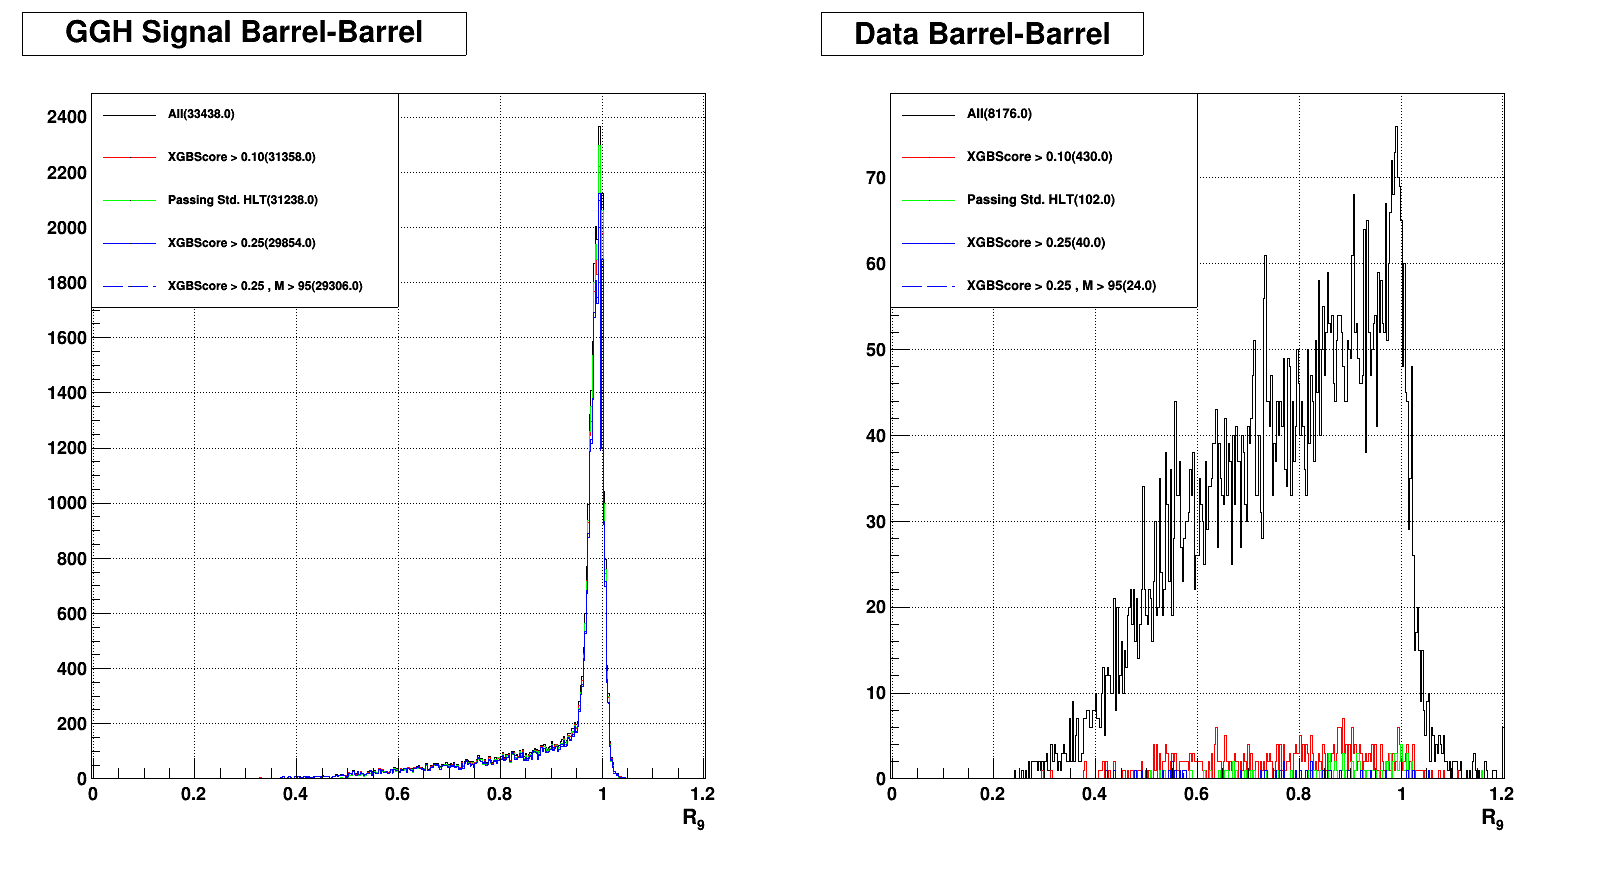 GGH Signal Barrel-Barrel
All(33438.0)
XGBScore > 0.10(31358.0)
Passing Std. HLT(31238.0)
XGBScore > 0.25(29854.0)
XGBScore > 0.25 , M > 95(29306.0)
2400
2200
2000
1800
1600
1400
1200
1000
800
600
400
200
0
0 0.2 0.4 0.6 0.8 1 1.2
R9
Data Barrel-Barrel
All(8176.0)
XGBScore > 0.10(430.0)
Passing Std. HLT(102.0)
XGBScore > 0.25(40.0)
XGBScore > 0.25 , M > 95(24.0)
70
60
50
40
30
20
10
0
0 0.2 0.4 0.6 0.8 1 1.2
R9